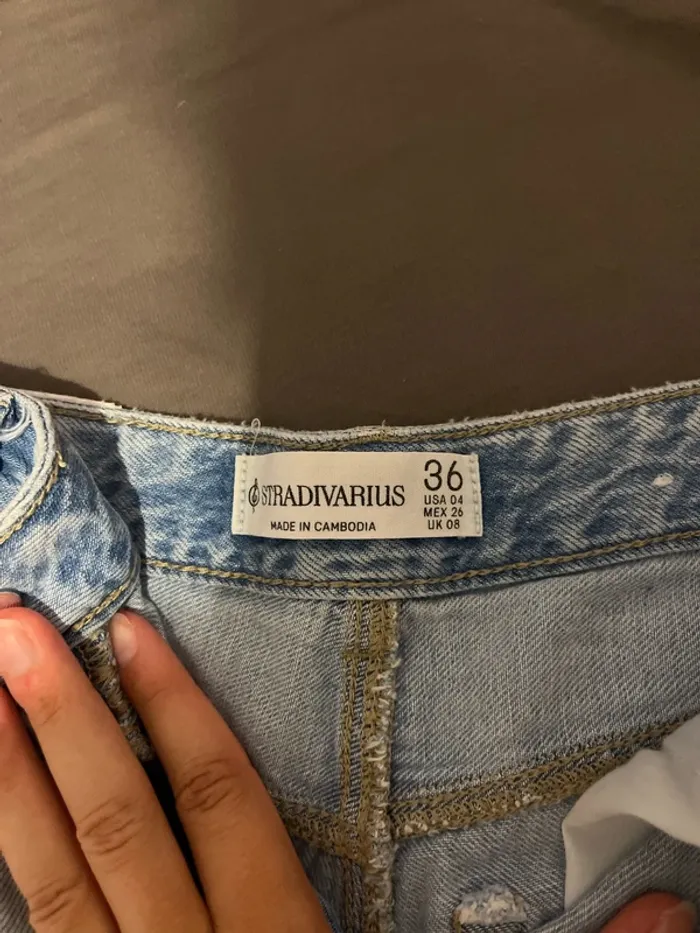 STRADIVARIUS
MADE IN CAMBODIA
36
USA 04
MEX 26
UK 08